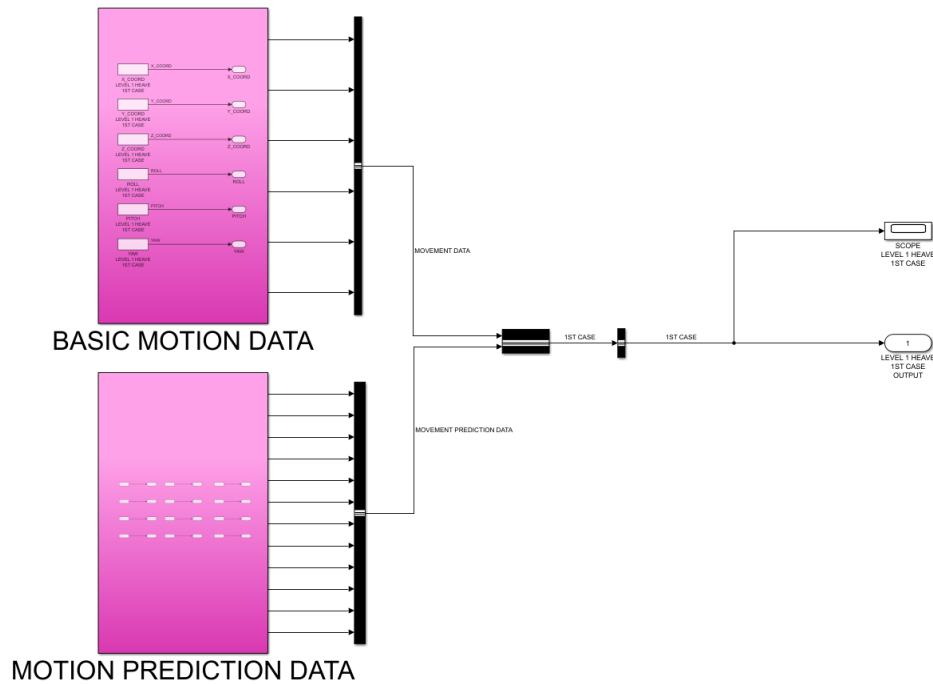 X_COORD
X_COORD
X_COORD
LEVEL 1 HEAVE
1ST CASE
Y_COORD
Y_COORD
Y_COORD
LEVEL 1 HEAVE
1ST CASE
Z_COORD
Z_COORD
Z_COORD
LEVEL 1 HEAVE
1ST CASE
ROLL
ROLL
ROLL
LEVEL 1 HEAVE
1ST CASE
PITCH
PITCH
PITCH
LEVEL 1 HEAVE
1ST CASE
YAW
YAW
YAW
LEVEL 1 HEAVE
1ST CASE
BASIC MOTION DATA
MOVEMENT DATA
SCOPE
LEVEL 1 HEAVE
1ST CASE
1ST CASE
1ST CASE
1
LEVEL 1 HEAVE
1ST CASE
OUTPUT
MOVEMENT PREDICTION DATA
MOTION PREDICTION DATA